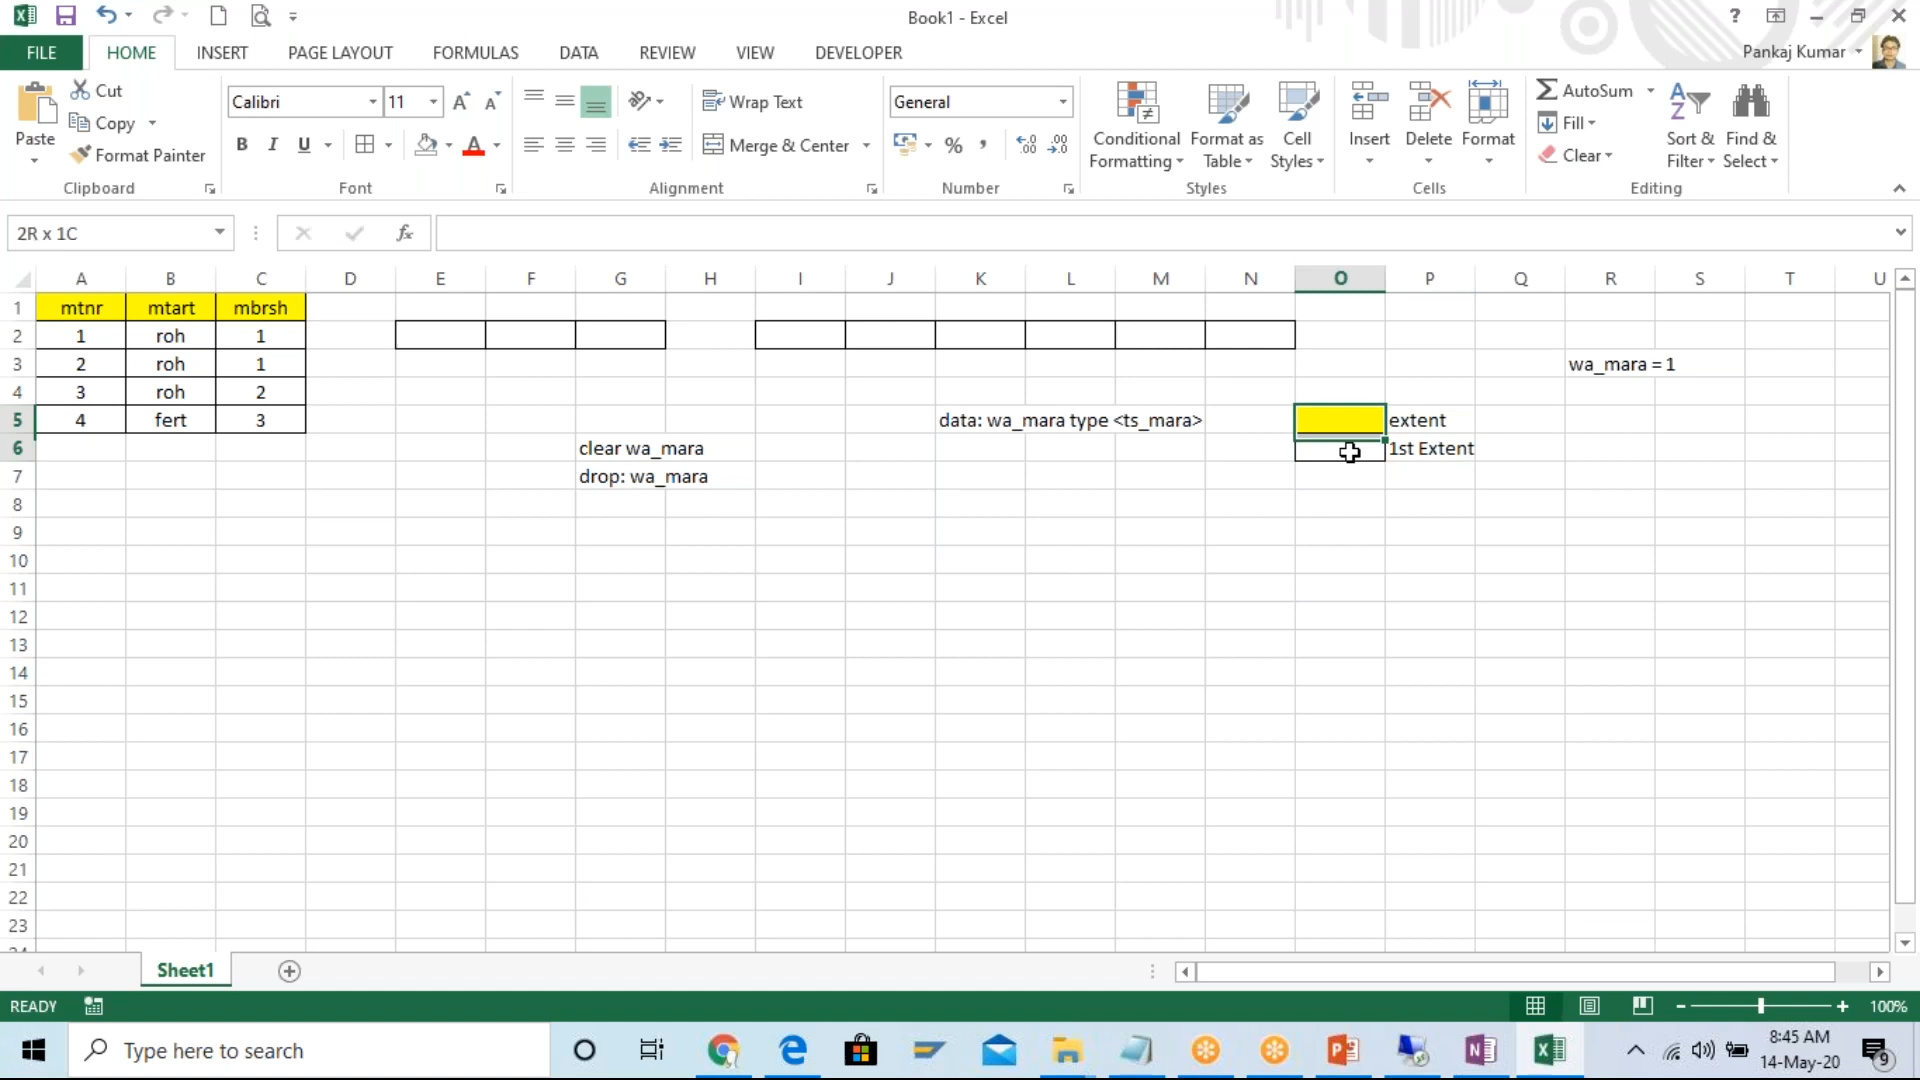 Book1 - Excel
?
FILE HOME INSERT PAGE LAYOUT FORMULAS DATA REVIEW VIEW DEVELOPER Pankaj Kumar
Paste
Cut
Copy
Format Painter
Clipboard
Calibri 11
B I U
Font
Wrap Text
Merge & Center
Alignment
General
%
Number
Conditional Formatting
Format as Table
Cell Styles
Styles
Insert Delete Format
Cells
AutoSum
Fill
Clear
Sort & Filter
Find & Select
Editing
2R x 1C
fx
A B C D E F G H I J K L M N O P Q R S T U
1 mtnr mtart mbrsh
2 1 roh 1
3 2 roh 1 wa_mara = 1
4 3 roh 2
5 4 fert 3 data: wa_mara type <ts_mara> extent
6 clear wa_mara 1st Extent
7 drop: wa_mara
8
9
10
11
12
13
14
15
16
17
18
19
20
21
22
23
24
Sheet1
READY 100%
Type here to search
8:45 AM
14-May-20
9